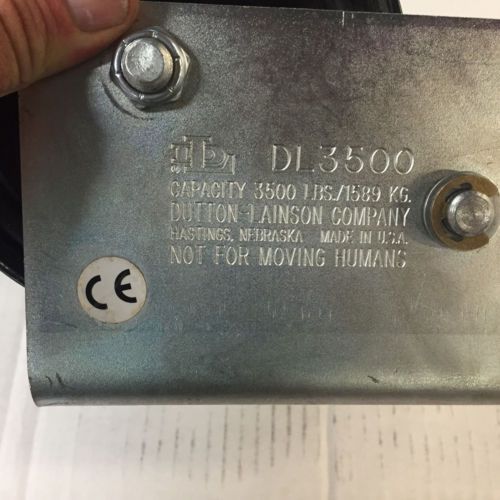 DL3500
CAPACITY 3500 LBS./1589 KG.
DUTTON-LAINSON COMPANY
HASTINGS, NEBRASKA MADE IN U.S.A.
NOT FOR MOVING HUMANS
CE